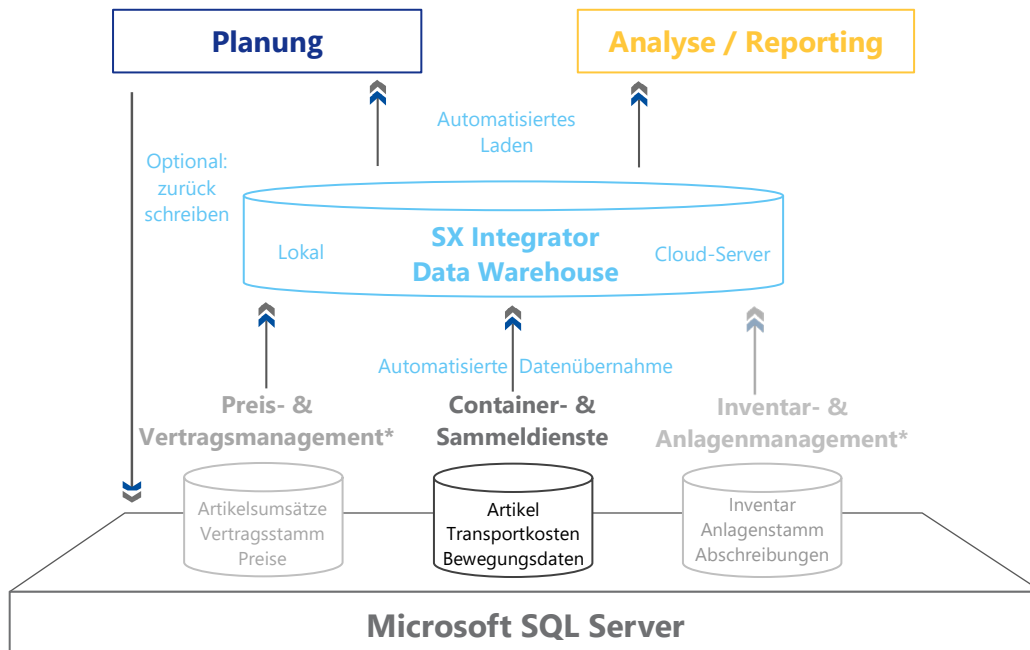 Planung
Analyse / Reporting
Automatisiertes
Laden
Optional:
zurück
schreiben
SX Integrator
Data Warehouse
Lokal
Cloud-Server
Automatisierte Datenübernahme
Preis- &
Vertragsmanagement*
Container- &
Sammeldienste
Inventar- &
Anlagenmanagement*
Artikelsumsätze
Vertragsstamm
Preise
Artikel
Transportkosten
Bewegungsdaten
Inventar
Anlagenstamm
Abschreibungen
Microsoft SQL Server